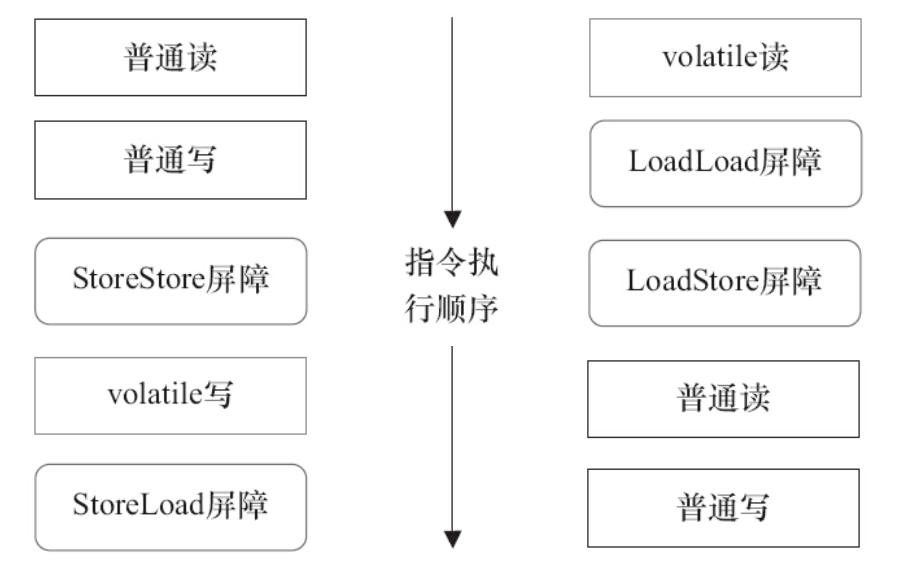 普通读
普通写
StoreStore屏障
volatile写
StoreLoad屏障
指令执
行顺序
volatile读
LoadLoad屏障
LoadStore屏障
普通读
普通写